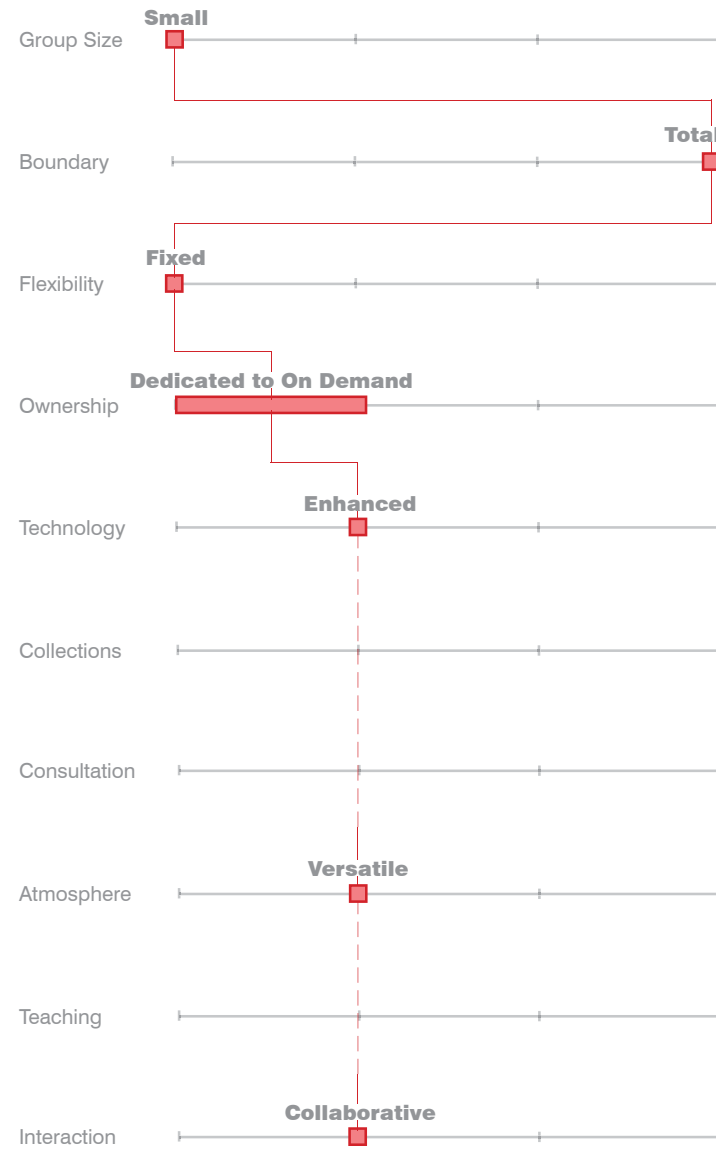 Small
Group Size
Total
Boundary
Fixed
Flexibility
Dedicated to On Demand
Ownership
Enhanced
Technology
Collections
Consultation
Versatile
Atmosphere
Teaching
Collaborative
Interaction